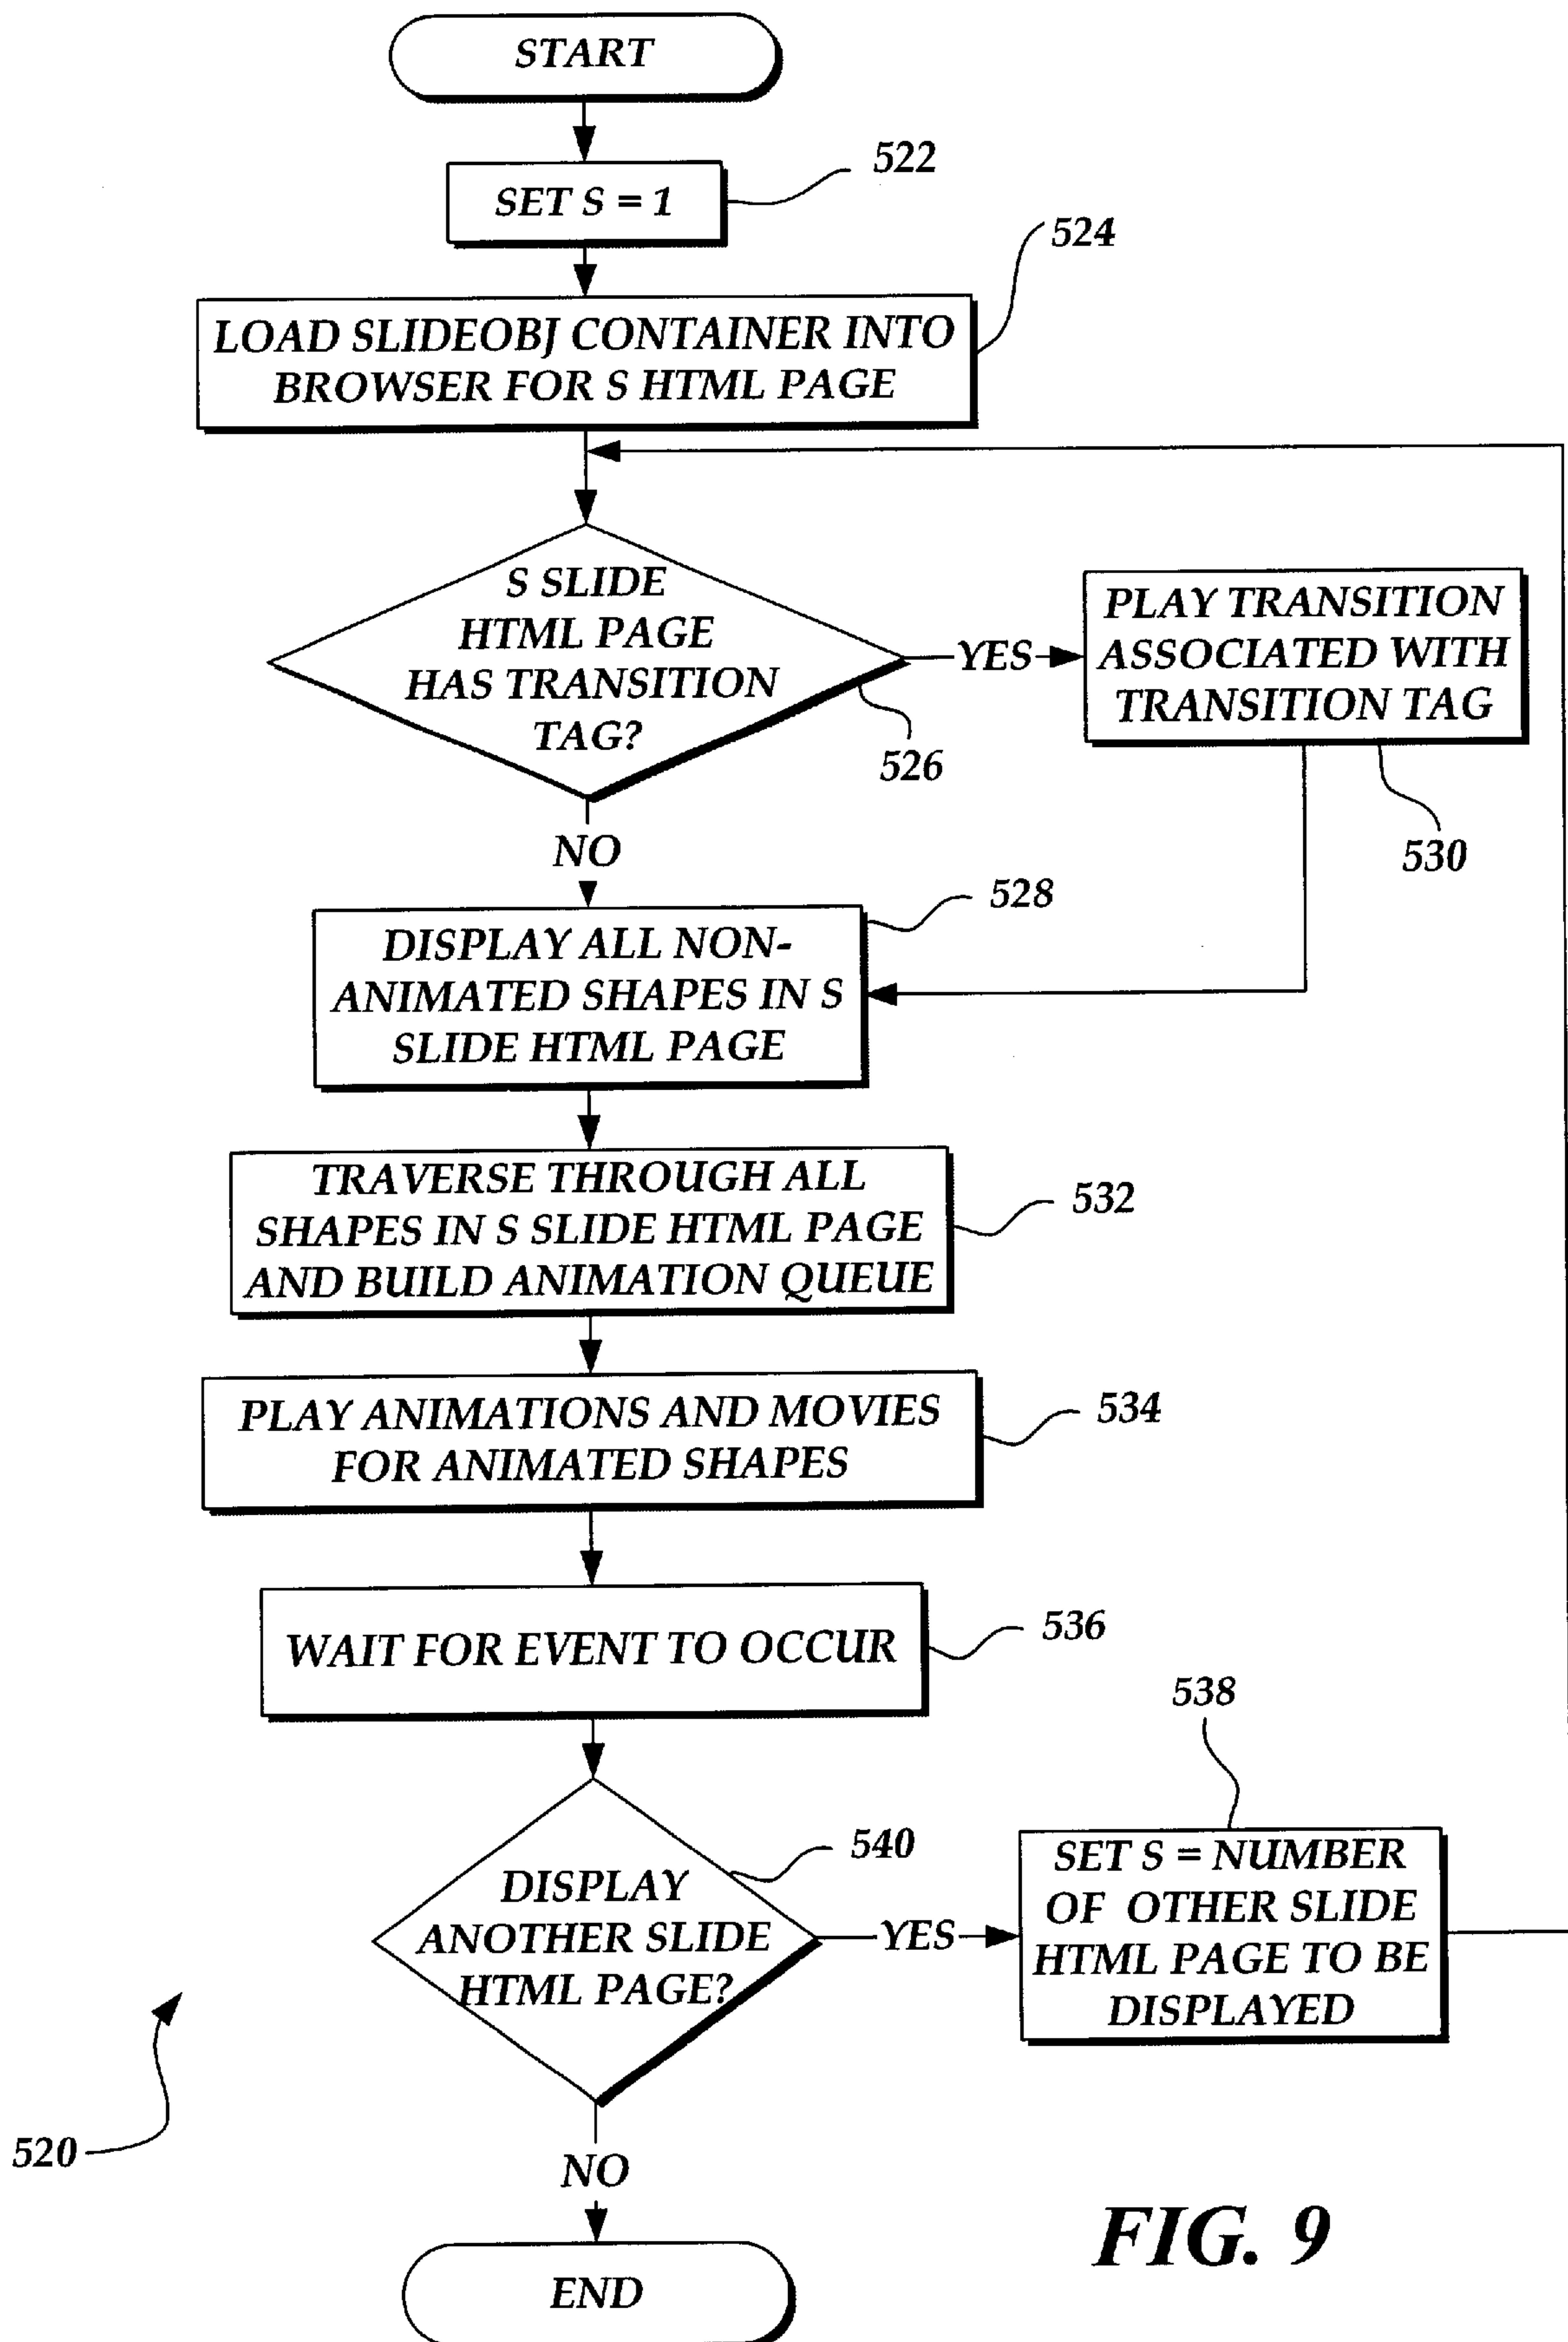 START
SET S = 1
522
LOAD SLIDEOBJ CONTAINER INTO
BROWSER FOR S HTML PAGE
524
S SLIDE
HTML PAGE
HAS TRANSITION
TAG?
526
YES
PLAY TRANSITION
ASSOCIATED WITH
TRANSITION TAG
530
NO
DISPLAY ALL NON-
ANIMATED SHAPES IN S
SLIDE HTML PAGE
528
TRAVERSE THROUGH ALL
SHAPES IN S SLIDE HTML PAGE
AND BUILD ANIMATION QUEUE
532
PLAY ANIMATIONS AND MOVIES
FOR ANIMATED SHAPES
534
WAIT FOR EVENT TO OCCUR
536
DISPLAY
ANOTHER SLIDE
HTML PAGE?
540
YES
538
SET S = NUMBER
OF OTHER SLIDE
HTML PAGE TO BE
DISPLAYED
520
NO
END
FIG. 9